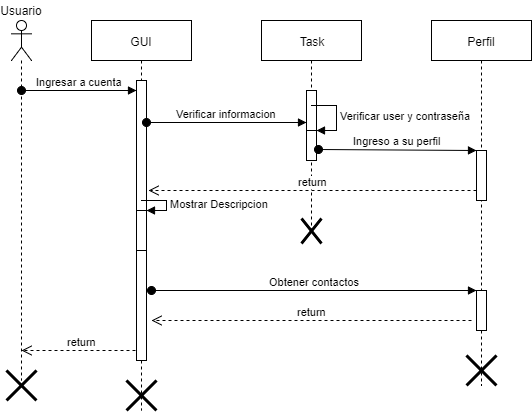 Usuario
GUI
Task
Perfil
Ingresar a cuenta
Verificar informacion
Verificar user y contraseña
Ingreso a su perfil
return
Mostrar Descripcion
Obtener contactos
return
return